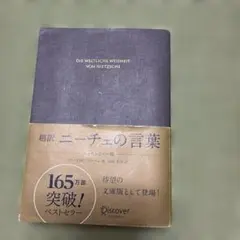 DIE WELTLICHE WEISHEIT
VON NIETZSCHE
超訳 ニーチェの言葉
165万部
突破!
ベストセラー
待望の
文庫版として登場!
Discover